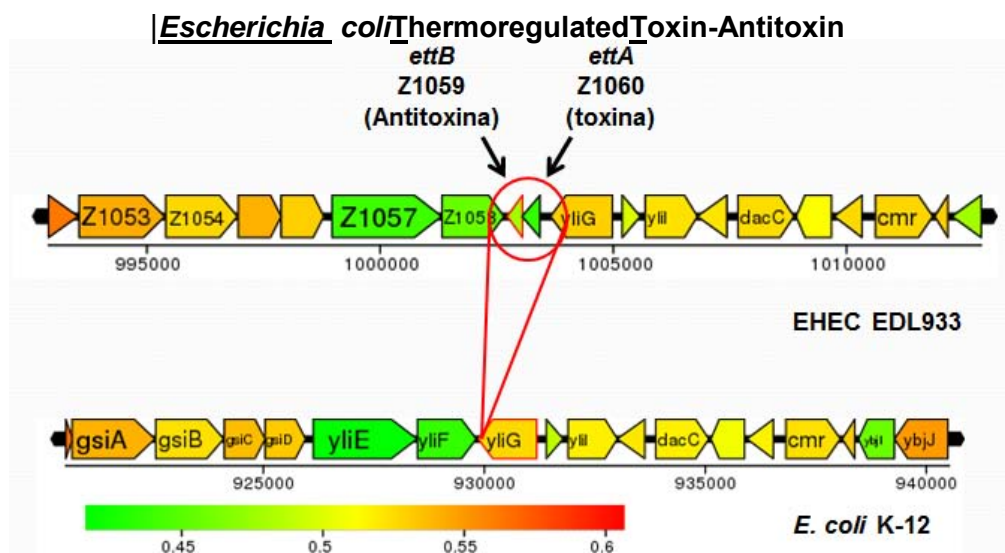 |Escherichia coliThermoregulatedToxin-Antitoxin
ettB ettA
Z1059 Z1060
(Antitoxina) (toxina)
Z1053 Z1054 Z1057 Z1058 yliG yliI dacC cmr
995000 1000000 1005000 1010000
EHEC EDL933
gsiA gsiB gsiC gsiD yliE yliF yliG yliI dacC cmr ybjI ybjJ
925000 930000 935000 940000
0.45 0.5 0.55 0.6
E. coli K-12